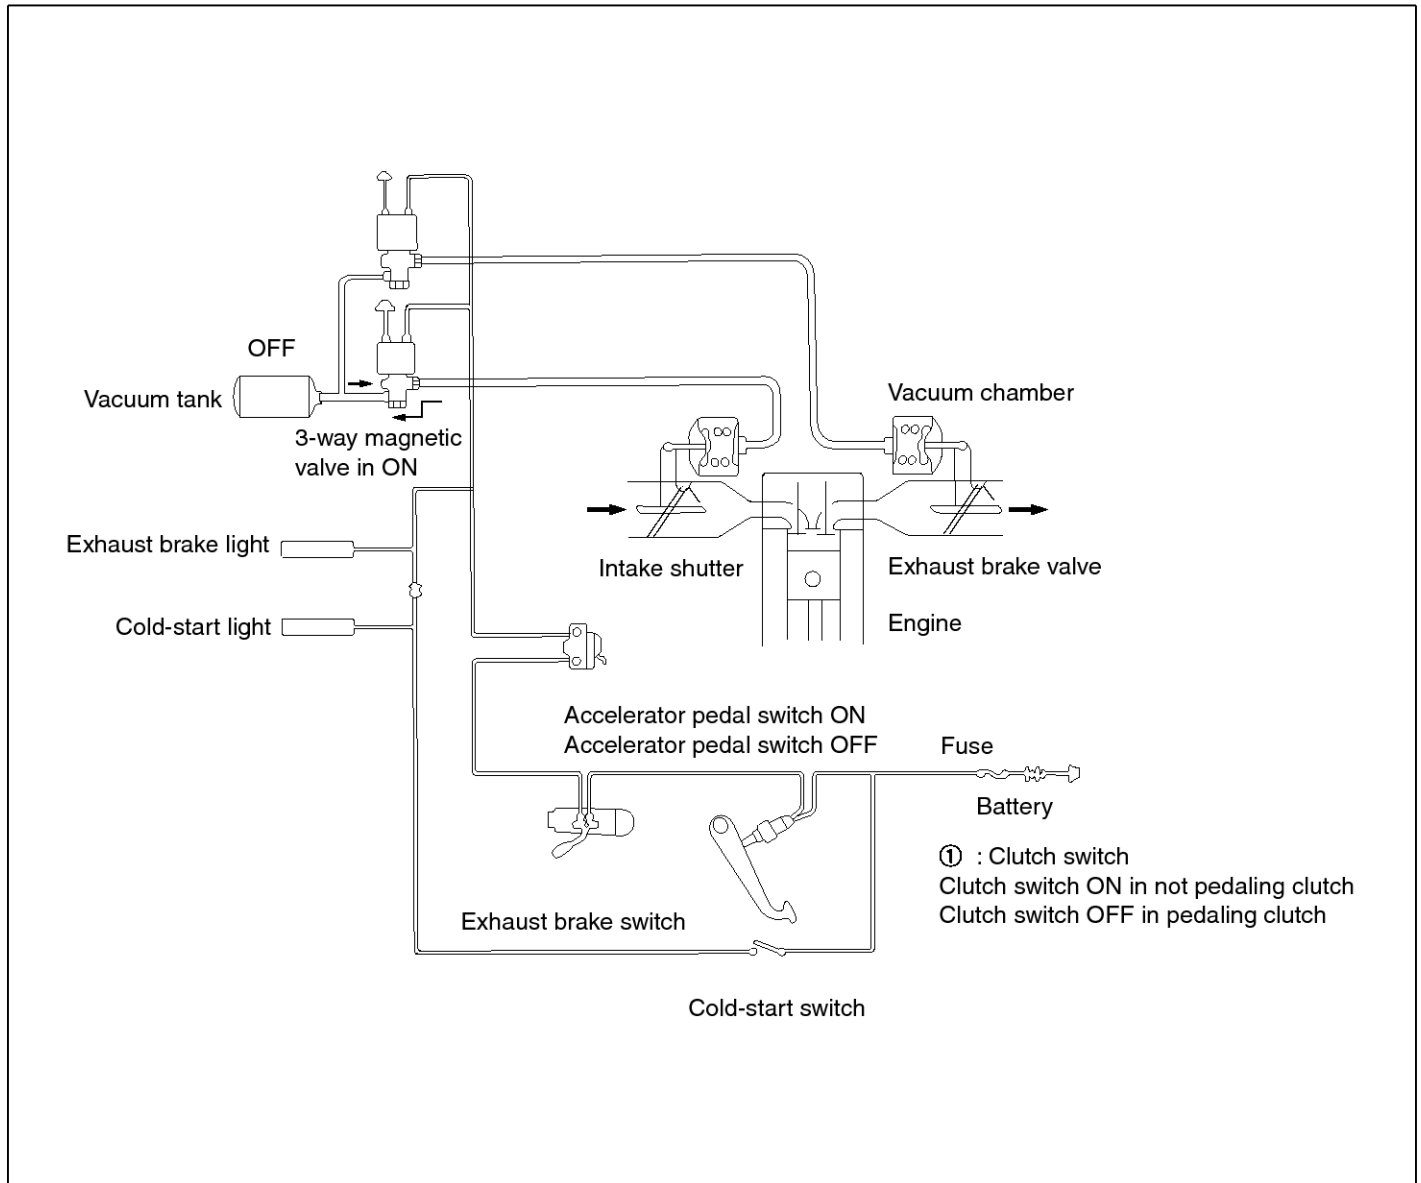 OFF
Vacuum tank
3-way magnetic
valve in ON
Vacuum chamber
Exhaust brake light
Intake shutter
Exhaust brake valve
Cold-start light
Engine
Accelerator pedal switch ON
Accelerator pedal switch OFF
Fuse
Battery
① : Clutch switch
Clutch switch ON in not pedaling clutch
Clutch switch OFF in pedaling clutch
Exhaust brake switch
Cold-start switch